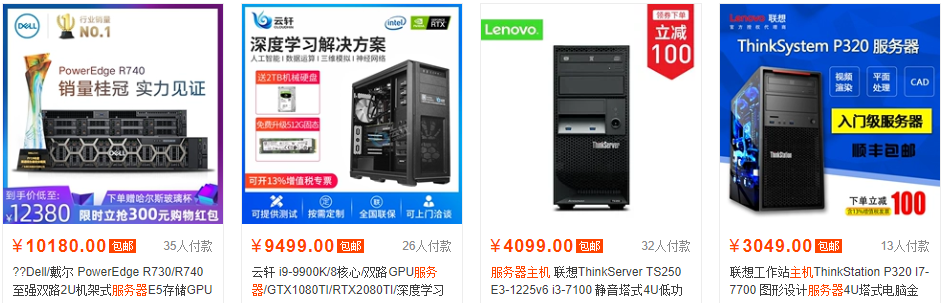 DELL
行业销量
NO.1
PowerEdge R740
销量桂冠 实力见证
DELL
到手价低至:
¥12380
下单赠哈尔斯玻璃杯
限时立抢300元购物红包
¥10180.00 包邮
35人付款
??Dell/戴尔 PowerEdge R730/R740
至强双路2U机架式服务器E5存储GPU
云轩
intel
NVIDIA
RTX
深度学习解决方案
人工智能 | 数据运算 | 三维模拟 | 神经网络
送2TB机械硬盘
免费升级512G固态
可开13%增值税专票
可提供测试
按需定制
全国联保
可上门洽谈
¥9499.00 包邮
26人付款
云轩 i9-9900K/8核心/双路GPU服务
器/GTX1080TI/RTX2080TI/深度学习
Lenovo.
领券下单
立减
100
ThinkServer
¥4099.00 包邮
32人付款
服务器主机 联想ThinkServer TS250
E3-1225v6 i3-7100 静音塔式4U低功
Lenovo 联想
ThinkSystem P320 服务器
视频
渲染
平面
处理
CAD
入门级服务器
顺丰包邮
ThinkStation
下单立减
100
含13%增值税发票
¥3049.00 包邮
13人付款
联想工作站主机ThinkStation P320 I7-
7700 图形设计服务器4U塔式电脑金